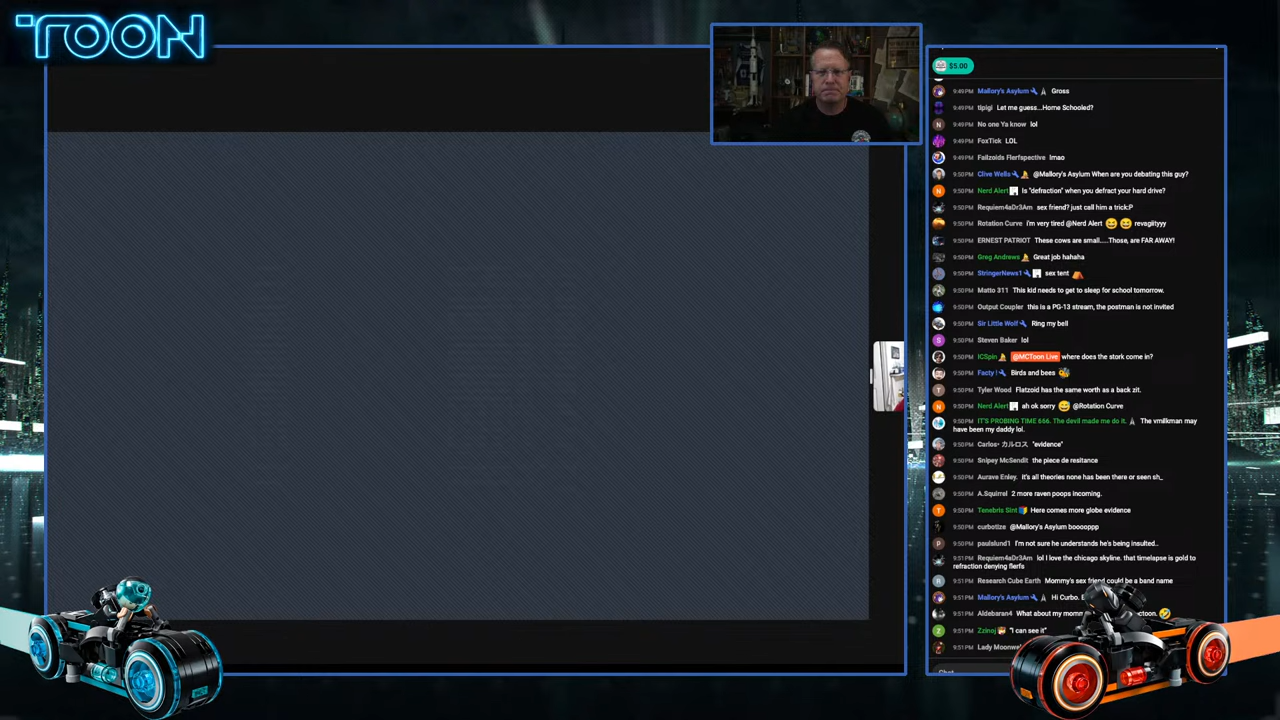 TOON
$5.00
9:49PM Mallory's Asylum Gross
9:49PM tipigi Let me guess...Home Schooled?
9:49PM No one Ya know lol
9:49PM FoxTick LOL
9:49PM Failzoids Flerfspective lmao
9:50PM Clive Wells @Mallory's Asylum When are you debating this guy?
9:50PM Nerd Alert Is "defraction" when you defract your hard drive?
9:50PM Requiem4aDr3Am sex friend? just call him a trick:P
9:50PM Rotation Curve i'm very tired @Nerd Alert 😆 😆 revaglityyy
9:50PM ERNEST PATRIOT These cows are small.....Those, are FAR AWAY!
9:50PM Greg Andrews Great job hahaha
9:50PM StringerNews1 sex tent ⛺
9:50PM Matto 311 This kid needs to get to sleep for school tomorrow.
9:50PM Output Coupler this is a PG-13 stream, the postman is not invited
9:50PM Sir Little Wolf Ring my bell
9:50PM Steven Baker lol
9:50PM ICSpin @MCToon Live where does the stork come in?
9:50PM Facty ! Birds and bees 🐝
9:50PM Tyler Wood Flatzoid has the same worth as a back zit.
9:50PM Nerd Alert ah ok sorry 😅 @Rotation Curve
9:50PM IT'S PROBING TIME 666. The devil made me do it. The vmilkman may
have been my daddy lol.
9:50PM Carlos• カルロス "evidence"
9:50PM Snipey McSendit the piece de resitance
9:50PM Aurave Enley. it's all theories none has been there or seen sh_
9:50PM A.Squirrel 2 more raven poops incoming.
9:50PM Tenebris Sint Here comes more globe evidence
9:50PM curbotize @Mallory's Asylum booooppp
9:50PM paulslund1 I'm not sure he understands he's being insulted..
9:51PM Requiem4aDr3Am lol I love the chicago skyline. that timelapse is gold to
refraction denying flerfs
9:51PM Research Cube Earth Mommy's sex friend could be a band name
9:51PM Mallory's Asylum Hi Curbo.
9:51PM Aldebaran4 What about my
9:51PM Zzinoj "I can see it"
9:51PM Lady